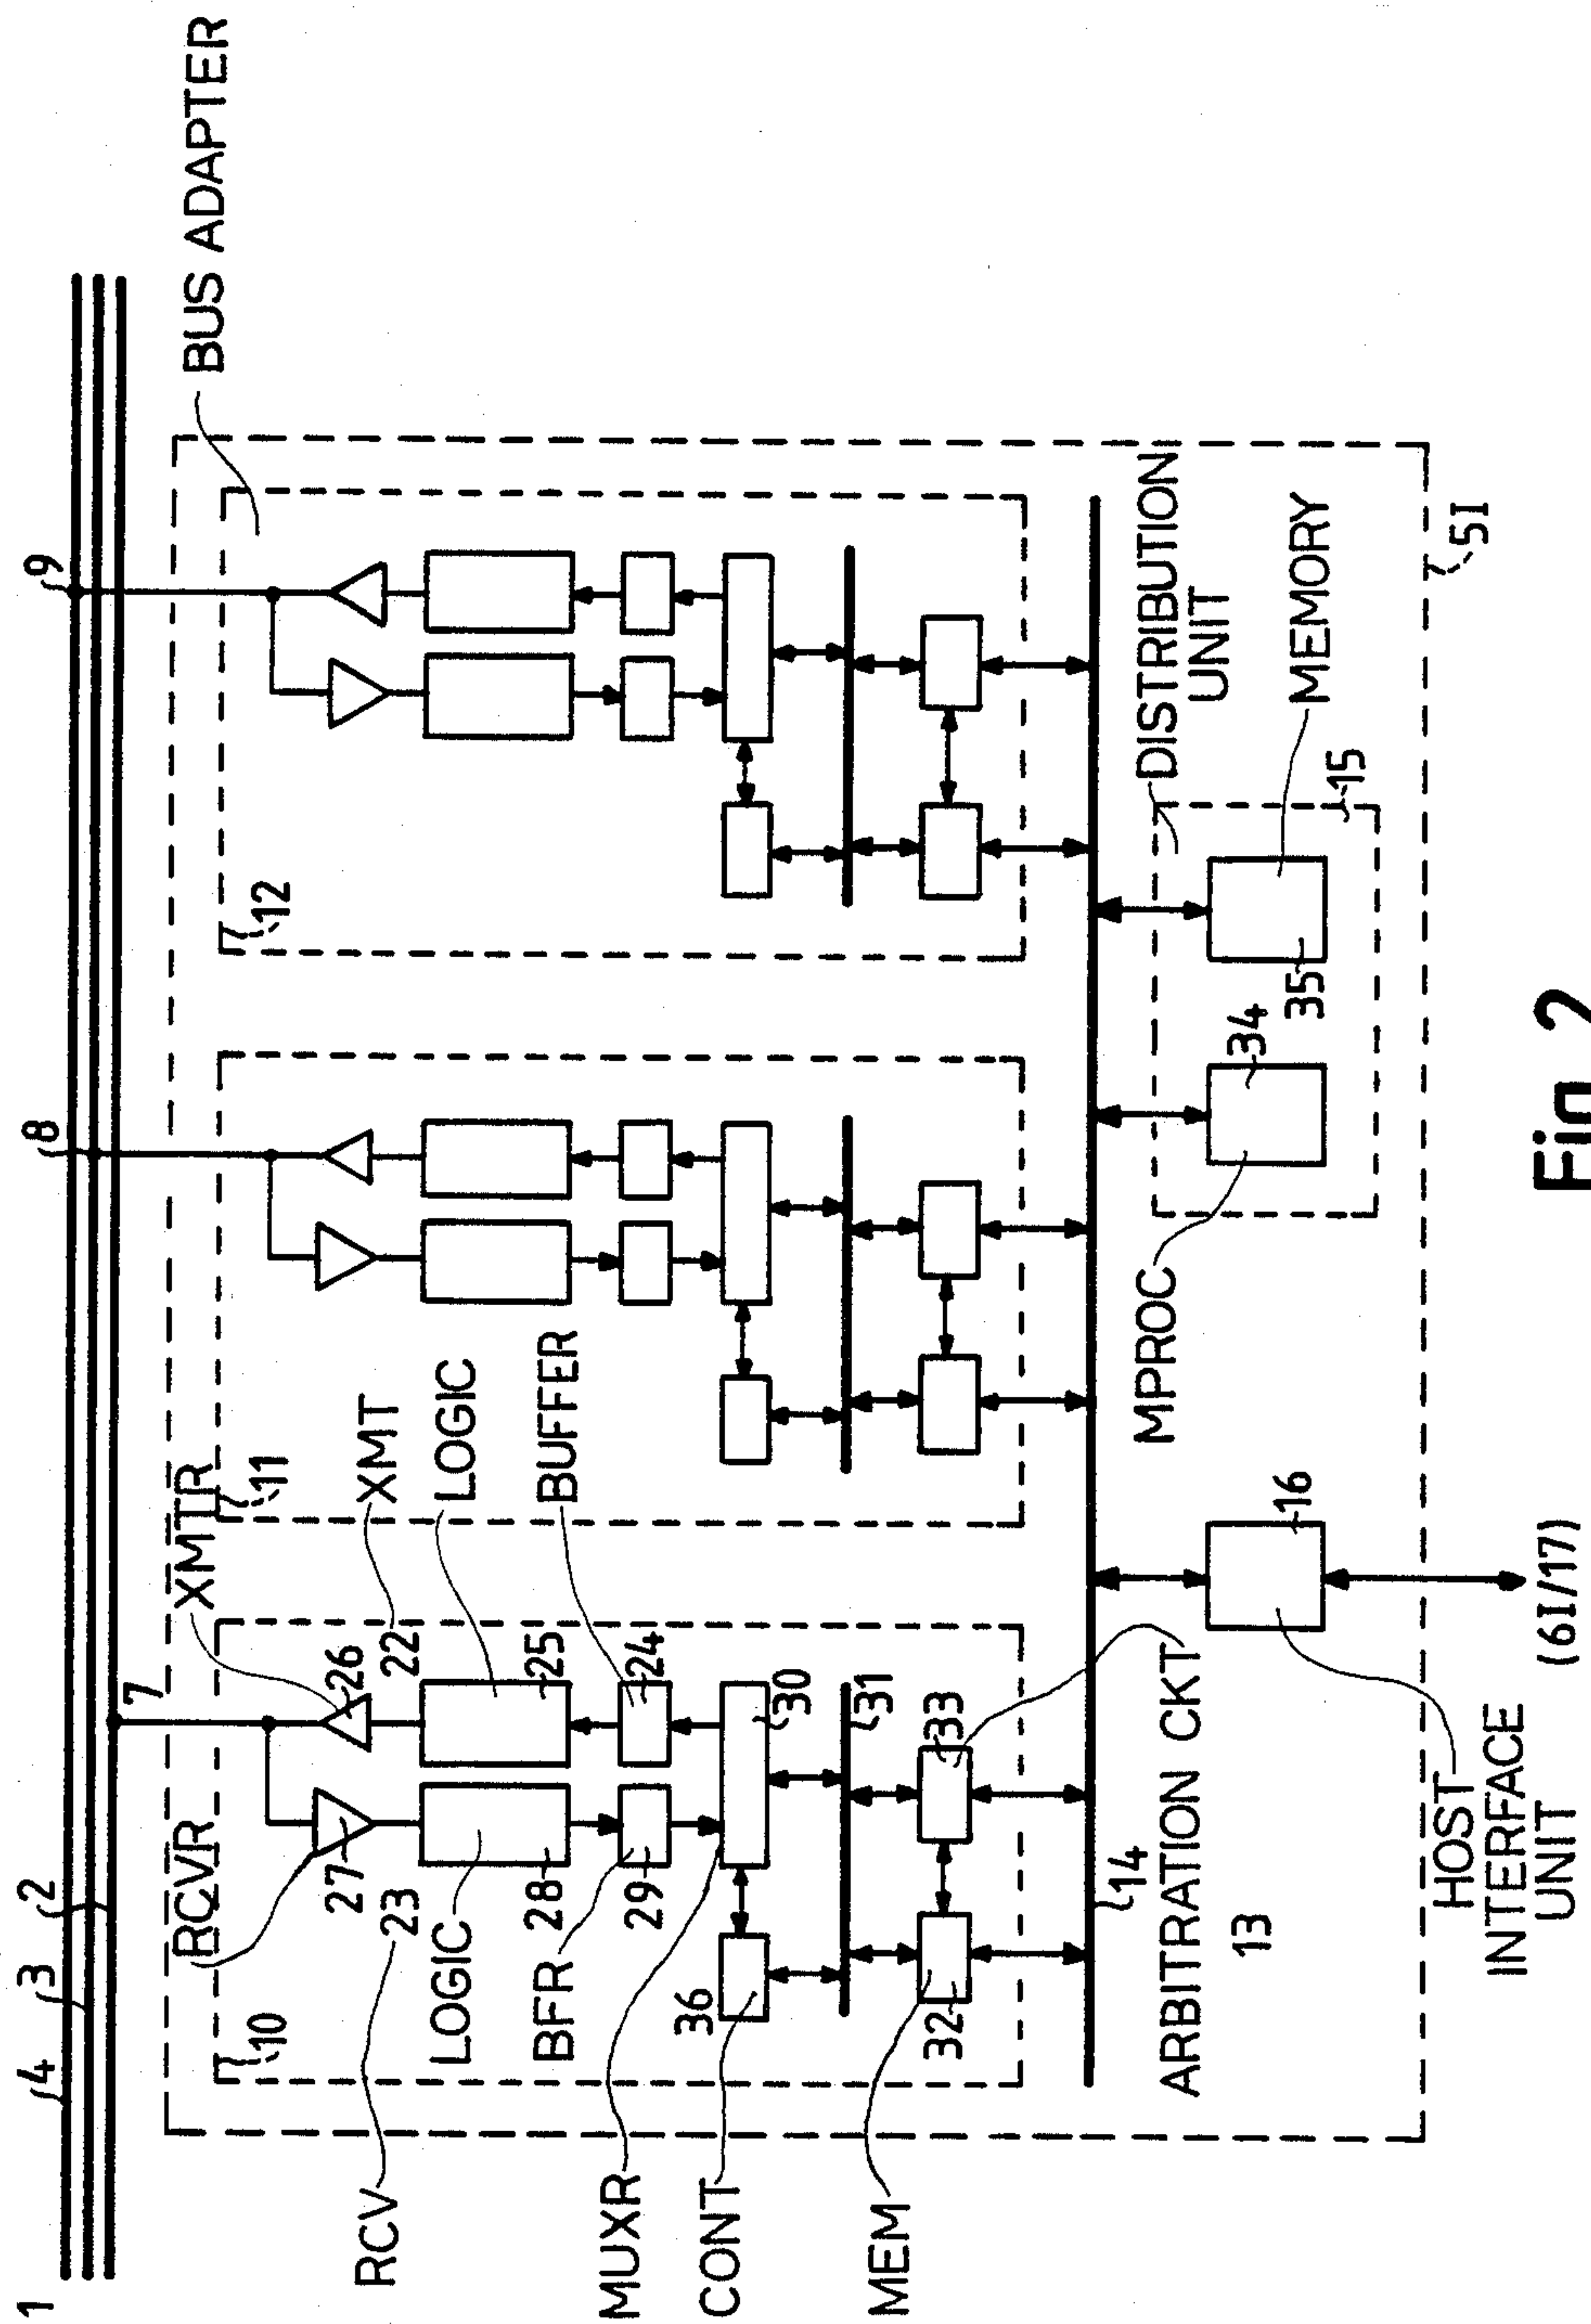 1
4
3
2
7
8
9
BUS ADAPTER
RCVR
XMTR
10
11
12
27
26
23
22
XMT
RCV
LOGIC
LOGIC
28
25
BFR
BUFFER
29
24
MUXR
36
30
CONT
31
MEM
32
33
14
ARBITRATION CKT
13
MPROC
DISTRIBUTION
UNIT
34
35
15
MEMORY
16
HOST
INTERFACE
UNIT
(6I/17)
5I
Fig. 2